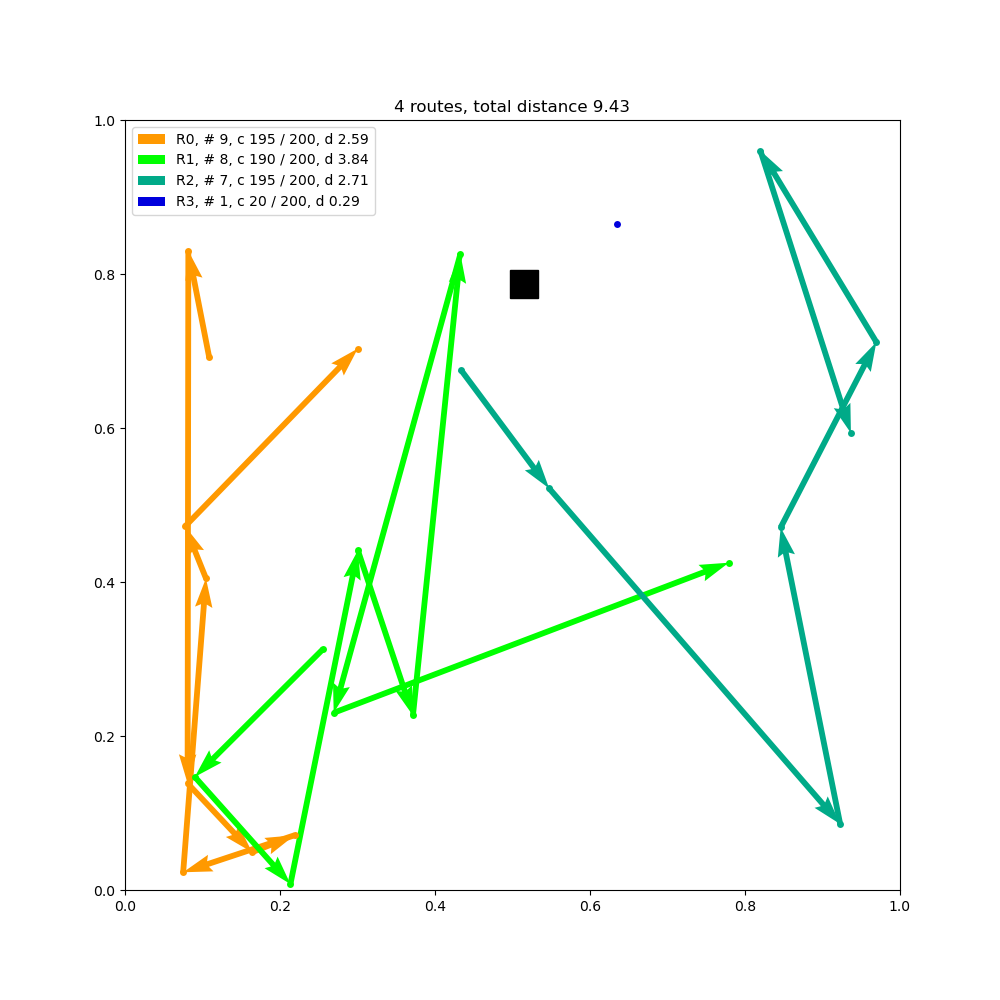 4 routes, total distance 9.43
R0, # 9, c 195 / 200, d 2.59
R1, # 8, c 190 / 200, d 3.84
R2, # 7, c 195 / 200, d 2.71
R3, # 1, c 20 / 200, d 0.29
1.0
0.8
0.6
0.4
0.2
0.0
0.0 0.2 0.4 0.6 0.8 1.0